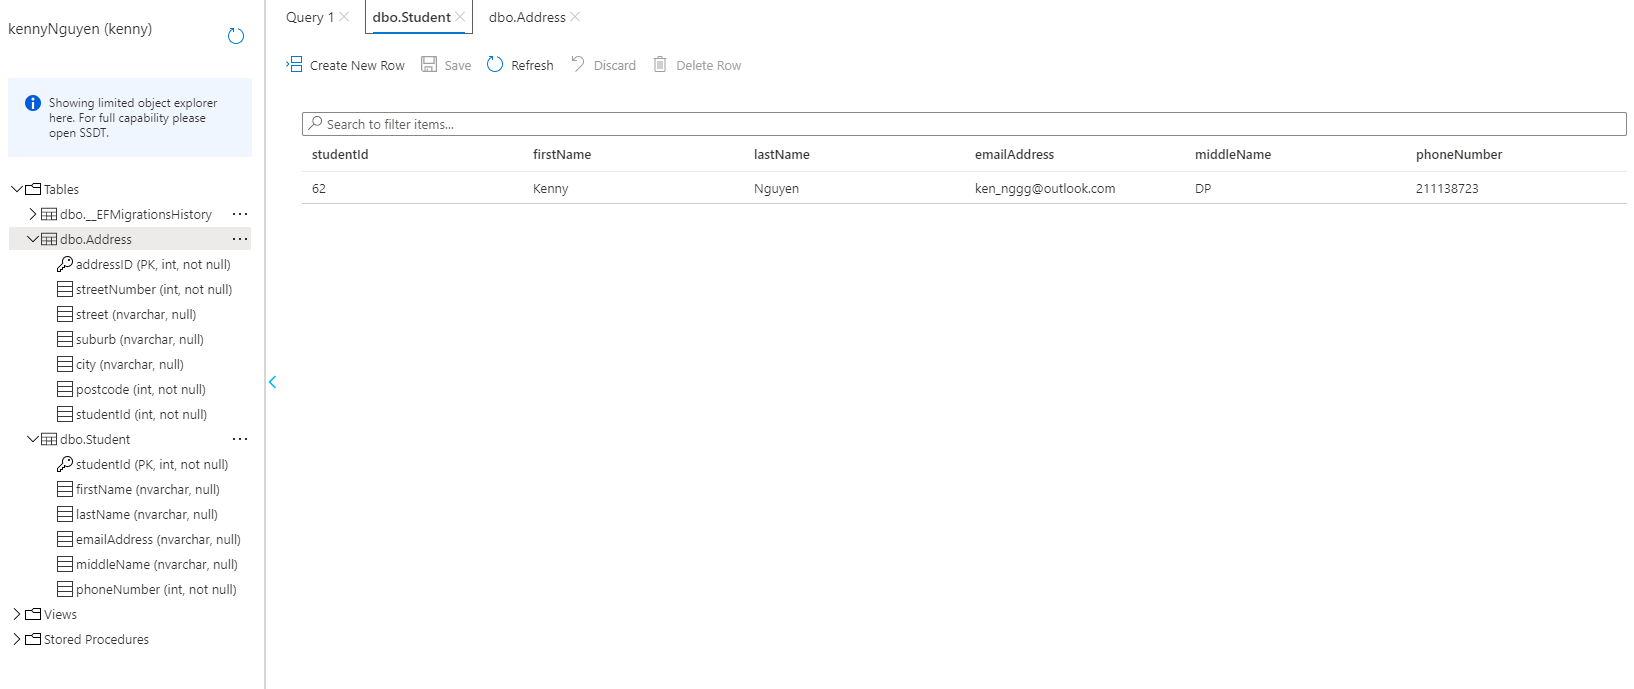 kennyNguyen (kenny)
Showing limited object explorer
here. For full capability please
open SSDT.
Tables
dbo.__EFMigrationsHistory ...
dbo.Address ...
addressID (PK, int, not null)
streetNumber (int, not null)
street (nvarchar, null)
suburb (nvarchar, null)
city (nvarchar, null)
postcode (int, not null)
studentId (int, not null)
dbo.Student ...
studentId (PK, int, not null)
firstName (nvarchar, null)
lastName (nvarchar, null)
emailAddress (nvarchar, null)
middleName (nvarchar, null)
phoneNumber (int, not null)
Views
Stored Procedures
Query 1 dbo.Student dbo.Address
Create New Row Save Refresh Discard Delete Row
Search to filter items...
studentId firstName lastName emailAddress middleName phoneNumber
62 Kenny Nguyen ken_nggg@outlook.com DP 211138723